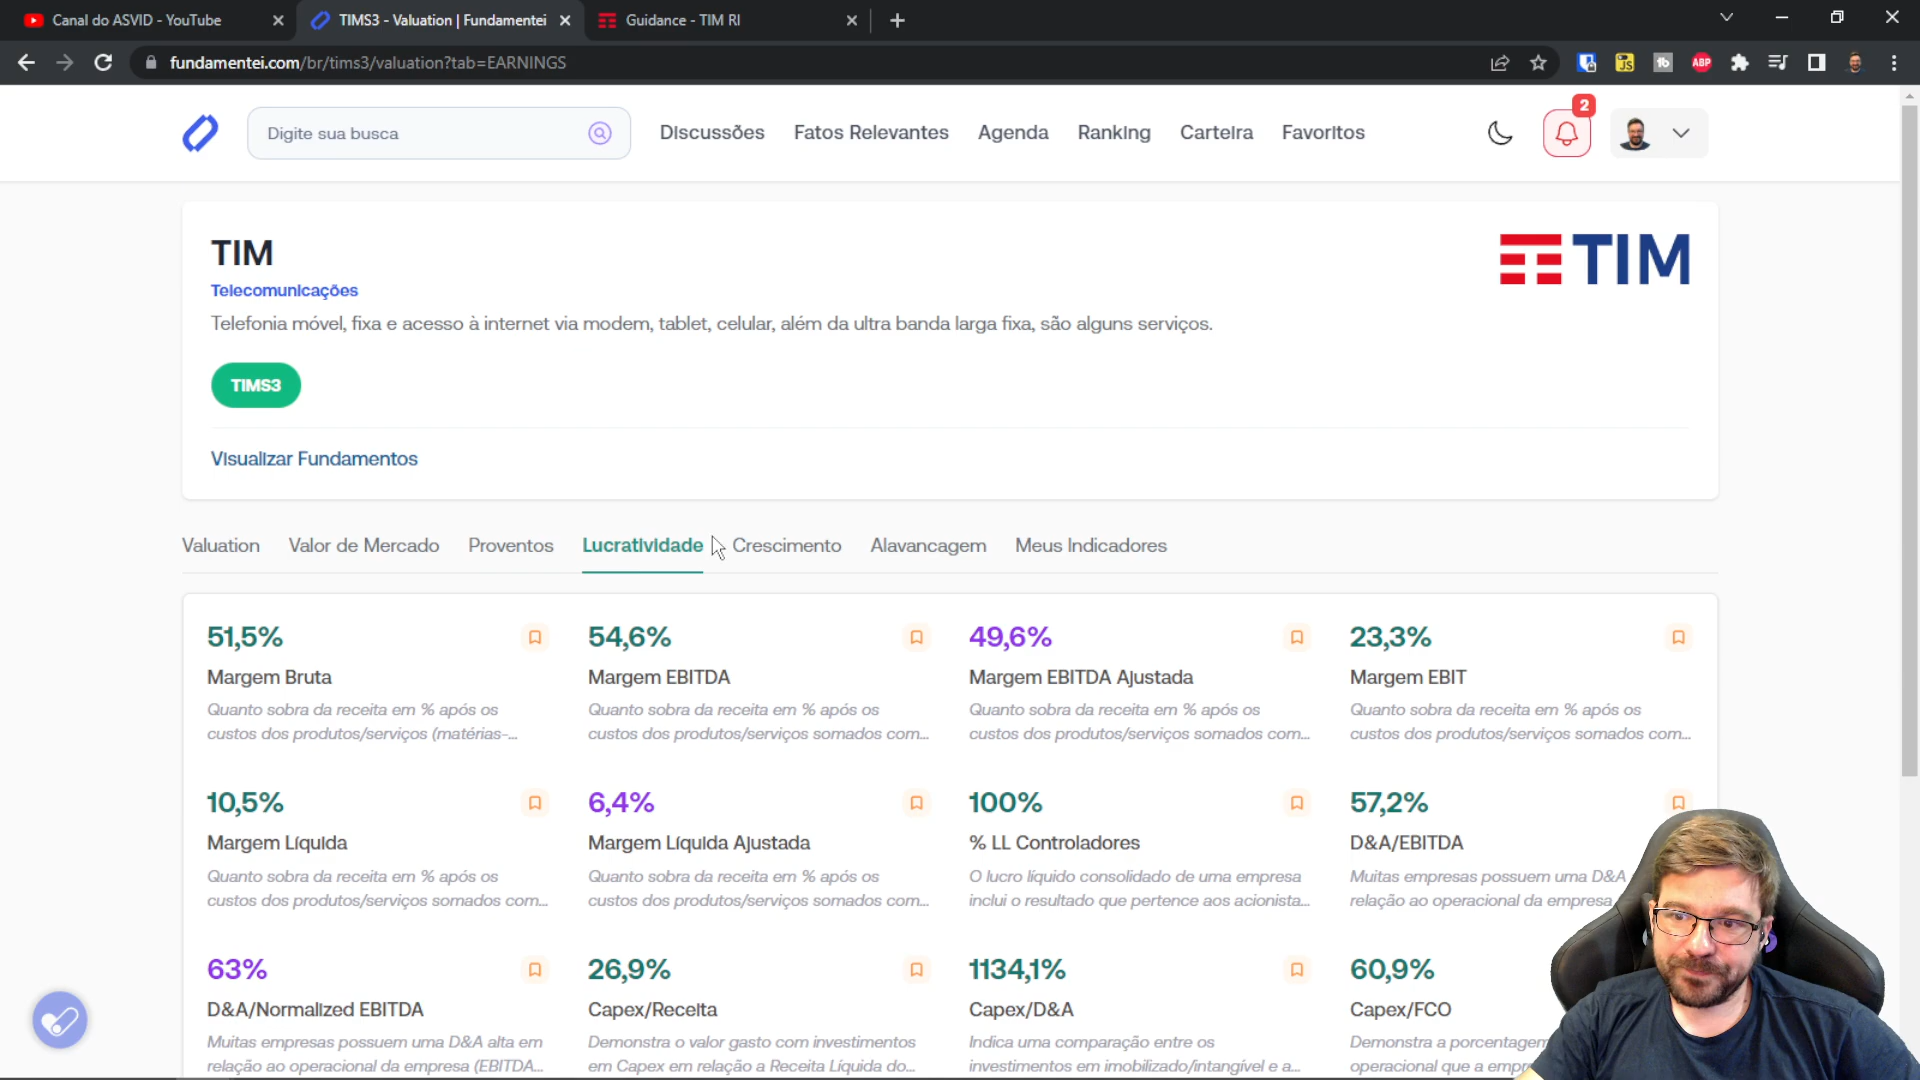 Canal do ASVID - YouTube
TIMS3 - Valuation | Fundamentei
Guidance - TIM RI
fundamentei.com/br/tims3/valuation?tab=EARNINGS
Digite sua busca
Discussões
Fatos Relevantes
Agenda
Ranking
Carteira
Favoritos
2
TIM
TIM
Telecomunicações
Telefonia móvel, fixa e acesso à internet via modem, tablet, celular, além da ultra banda larga fixa, são alguns serviços.
TIMS3
Visualizar Fundamentos
Valuation
Valor de Mercado
Proventos
Lucratividade
Crescimento
Alavancagem
Meus Indicadores
51,5%
Margem Bruta
Quanto sobra da receita em % após os
custos dos produtos/serviços (matérias-...
54,6%
Margem EBITDA
Quanto sobra da receita em % após os
custos dos produtos/serviços somados com...
49,6%
Margem EBITDA Ajustada
Quanto sobra da receita em % após os
custos dos produtos/serviços somados com...
23,3%
Margem EBIT
Quanto sobra da receita em % após os
custos dos produtos/serviços somados com...
10,5%
Margem Líquida
Quanto sobra da receita em % após os
custos dos produtos/serviços somados com...
6,4%
Margem Líquida Ajustada
Quanto sobra da receita em % após os
custos dos produtos/serviços somados com...
100%
% LL Controladores
O lucro líquido consolidado de uma empresa
inclui o resultado que pertence aos acionista...
57,2%
D&A/EBITDA
Muitas empresas possuem uma D&A
relação ao operacional da empresa
63%
D&A/Normalized EBITDA
Muitas empresas possuem uma D&A alta em
relação ao operacional da empresa (EBITDA...
26,9%
Capex/Receita
Demonstra o valor gasto com investimentos
em Capex em relação a Receita Líquida do...
1134,1%
Capex/D&A
Indica uma comparação entre os
investimentos em imobilizado/intangível e a...
60,9%
Capex/FCO
Demonstra a porcentagem
operacional que a